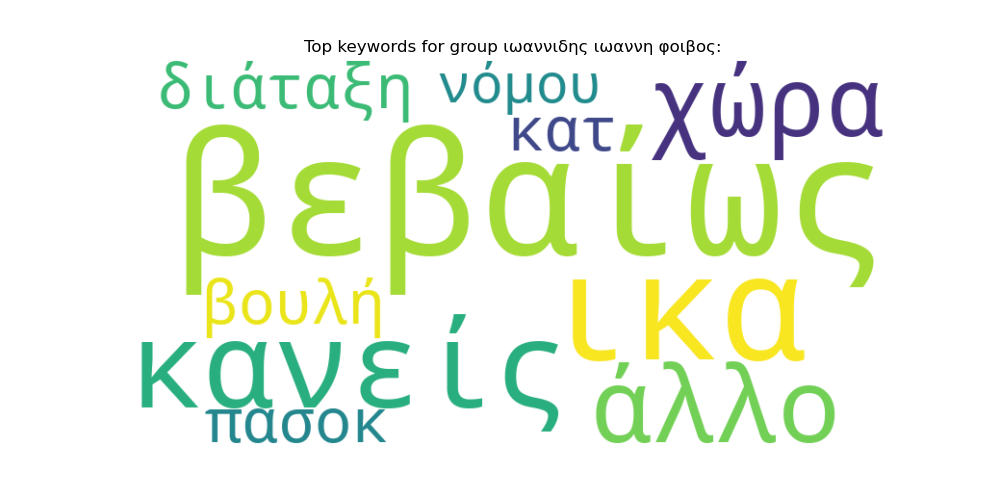 Top keywords for group ιωαννιδης ιωαννη φοιβος:
διάταξη νόμου χώρα
κατ
βεβαίως
βουλή ικα
κανείς άλλο
πασοκ